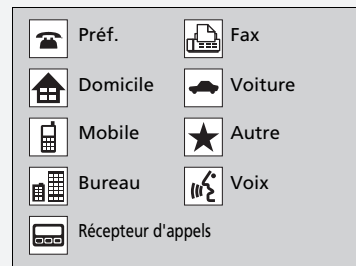 Préf.
Fax
Domicile
Voiture
Mobile
Autre
Bureau
Voix
Récepteur d'appels